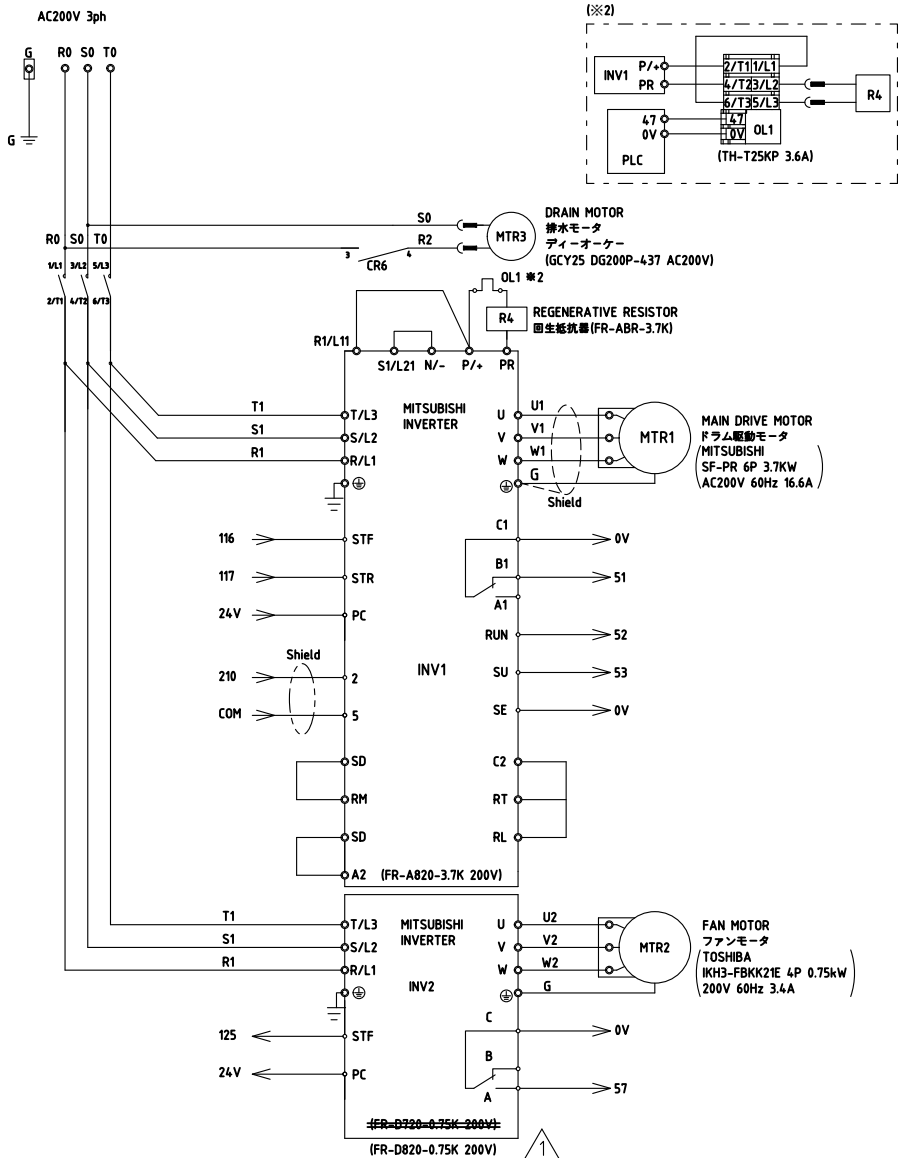 AC200V 3ph
G R0 S0 T0
G
(※2)
INV1 P/+ 2/T1 1/L1
PR 4/T2 3/L2 R4
6/T3 5/L3
47 47 OL1
0V 0V
PLC (TH-T25KP 3.6A)
S0 MTR3 DRAIN MOTOR
排水モータ
R2 ディーオーケー
(GCY25 DG200P-437 AC200V)
R0 S0 T0
3 CR6 4
1/L1 3/L2 5/L3
2/T1 4/T2 6/T3
OL1 ※2
R4 REGENERATIVE RESISTOR
回生抵抗器(FR-ABR-3.7K)
R1/L11 S1/L21 N/- P/+ PR
T1 T/L3 MITSUBISHI U U1
S1 S/L2 INVERTER V V1
R1 R/L1 W W1
G
Shield
MTR1
MAIN DRIVE MOTOR
ドラム駆動モータ
MITSUBISHI
SF-PR 6P 3.7KW
AC200V 60Hz 16.6A
116 STF C1 0V
117 STR B1 51
24V PC A1
RUN 52
Shield
210 2 INV1 SU 53
COM 5 SE 0V
SD C2
RM RT
SD RL
A2 (FR-A820-3.7K 200V)
T1 T/L3 MITSUBISHI U U2
S1 S/L2 INVERTER V V2
R1 R/L1 W W2
INV2 G
MTR2
FAN MOTOR
ファンモータ
TOSHIBA
IKH3-FBKK21E 4P 0.75kW
200V 60Hz 3.4A
125 STF C 0V
24V PC B
A 57
(FR-D720-0.75K 200V)
(FR-D820-0.75K 200V) 1